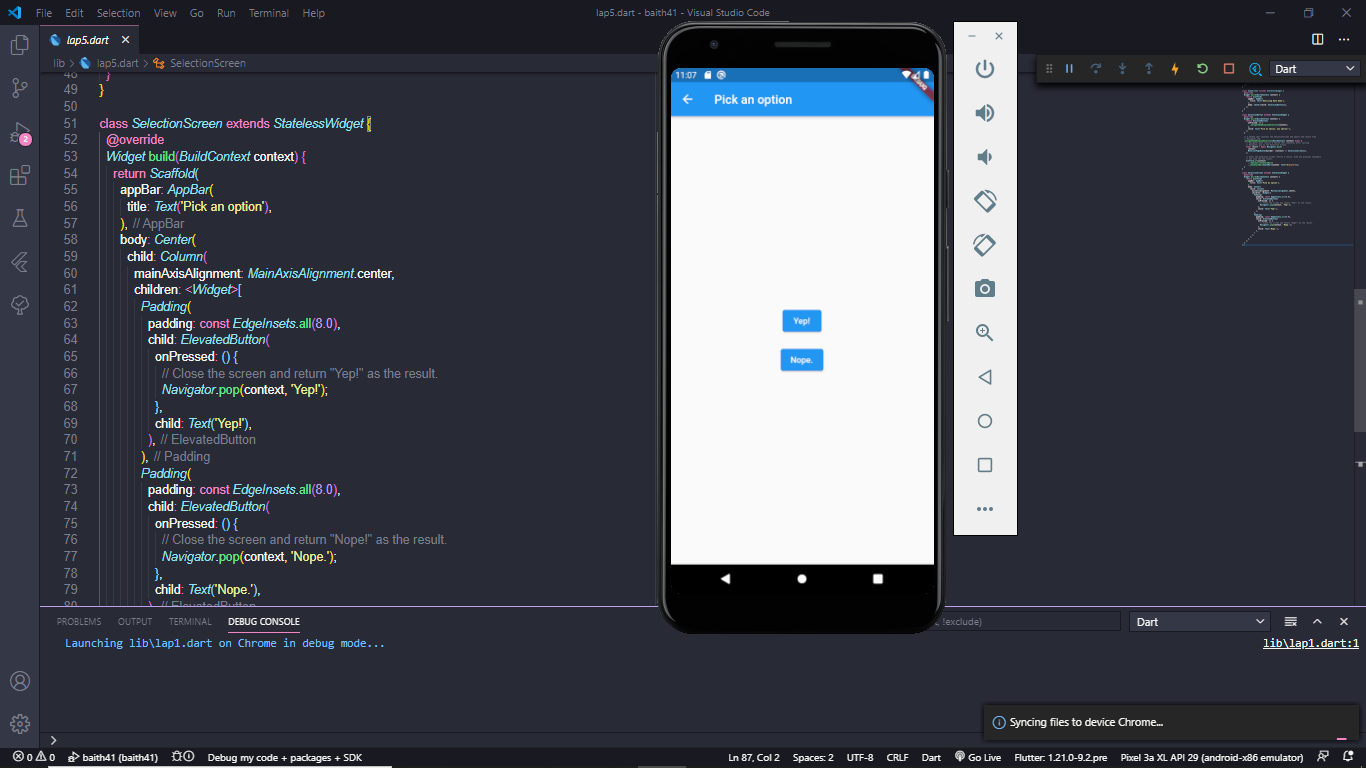 File Edit Selection View Go Run Terminal Help
lap5.dart - baith41 - Visual Studio Code
lap5.dart
lib > lap5.dart > SelectionScreen
Dart
48 }
49 }
50
51 class SelectionScreen extends StatelessWidget {
52 @override
53 Widget build(BuildContext context) {
54 return Scaffold(
55 appBar: AppBar(
56 title: Text('Pick an option'),
57 ), // AppBar
58 body: Center(
59 child: Column(
60 mainAxisAlignment: MainAxisAlignment.center,
61 children: <Widget>[
62 Padding(
63 padding: const EdgeInsets.all(8.0),
64 child: ElevatedButton(
65 onPressed: () {
66 // Close the screen and return "Yep!" as the result.
67 Navigator.pop(context, 'Yep!');
68 },
69 child: Text('Yep!'),
70 ), // ElevatedButton
71 ), // Padding
72 Padding(
73 padding: const EdgeInsets.all(8.0),
74 child: ElevatedButton(
75 onPressed: () {
76 // Close the screen and return "Nope!" as the result.
77 Navigator.pop(context, 'Nope.');
78 },
79 child: Text('Nope.'),
80 ), // ElevatedButton
11:07
Pick an option
Yep!
Nope.
2
PROBLEMS OUTPUT TERMINAL DEBUG CONSOLE
!exclude)
Dart
Launching lib\lap1.dart on Chrome in debug mode...
lib\lap1.dart:1
Syncing files to device Chrome...
0 0 baith41 (baith41) Debug my code + packages + SDK Ln 87, Col 2 Spaces: 2 UTF-8 CRLF Dart Go Live Flutter: 1.21.0-9.2.pre Pixel 3a XL API 29 (android-x86 emulator)